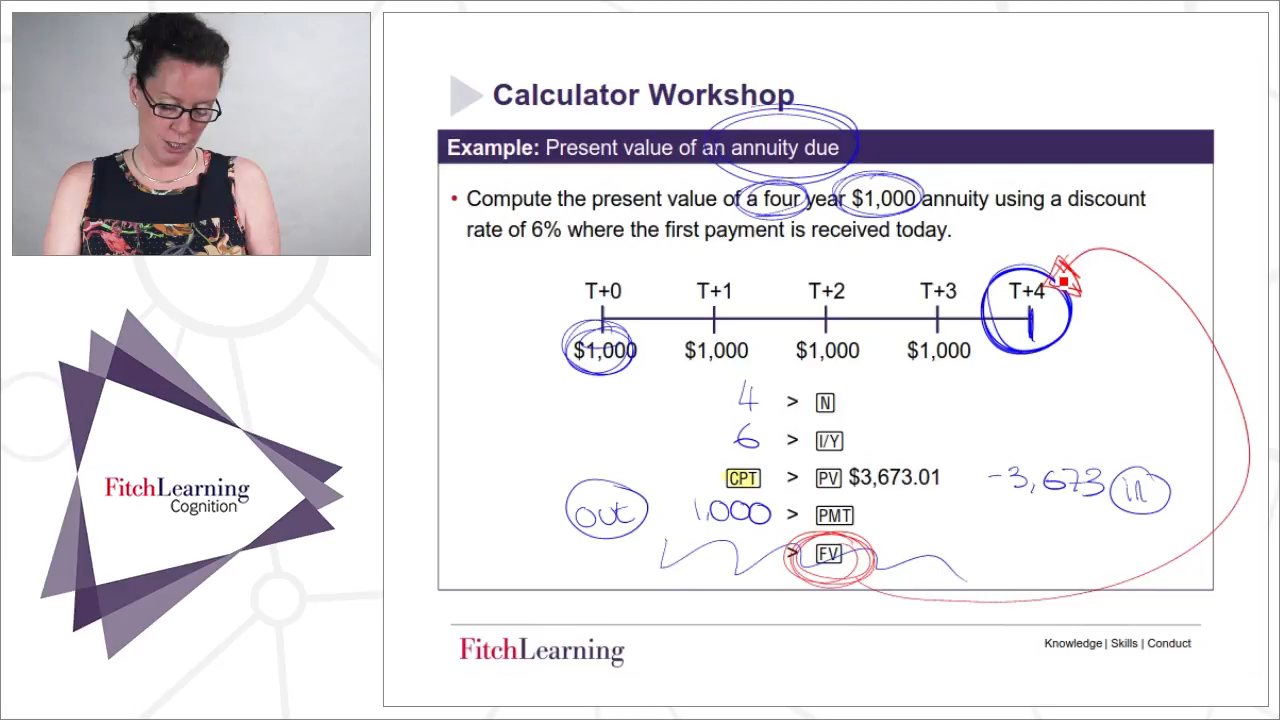 Calculator Workshop
Example: Present value of an annuity due
• Compute the present value of a four year $1,000 annuity using a discount
rate of 6% where the first payment is received today.
T+0 T+1 T+2 T+3 T+4
$1,000 $1,000 $1,000 $1,000
4 > N
6 > I/Y
CPT > PV $3,673.01 -3,673 in
out 1,000 > PMT
> FV
FitchLearning
Cognition
FitchLearning
Knowledge | Skills | Conduct